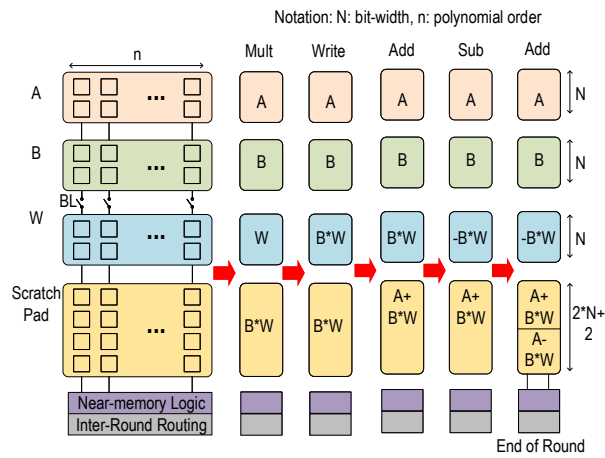 Notation: N: bit-width, n: polynomial order
n
Mult Write Add Sub Add
A
...
A A A A A
N
B
...
B B B B B
N
BL
W
...
W B*W B*W -B*W -B*W
N
Scratch
Pad
...
B*W
B*W
A+
B*W
A+
B*W
A+
B*W
A-
B*W
2*N+
2
Near-memory Logic
Inter-Round Routing
End of Round